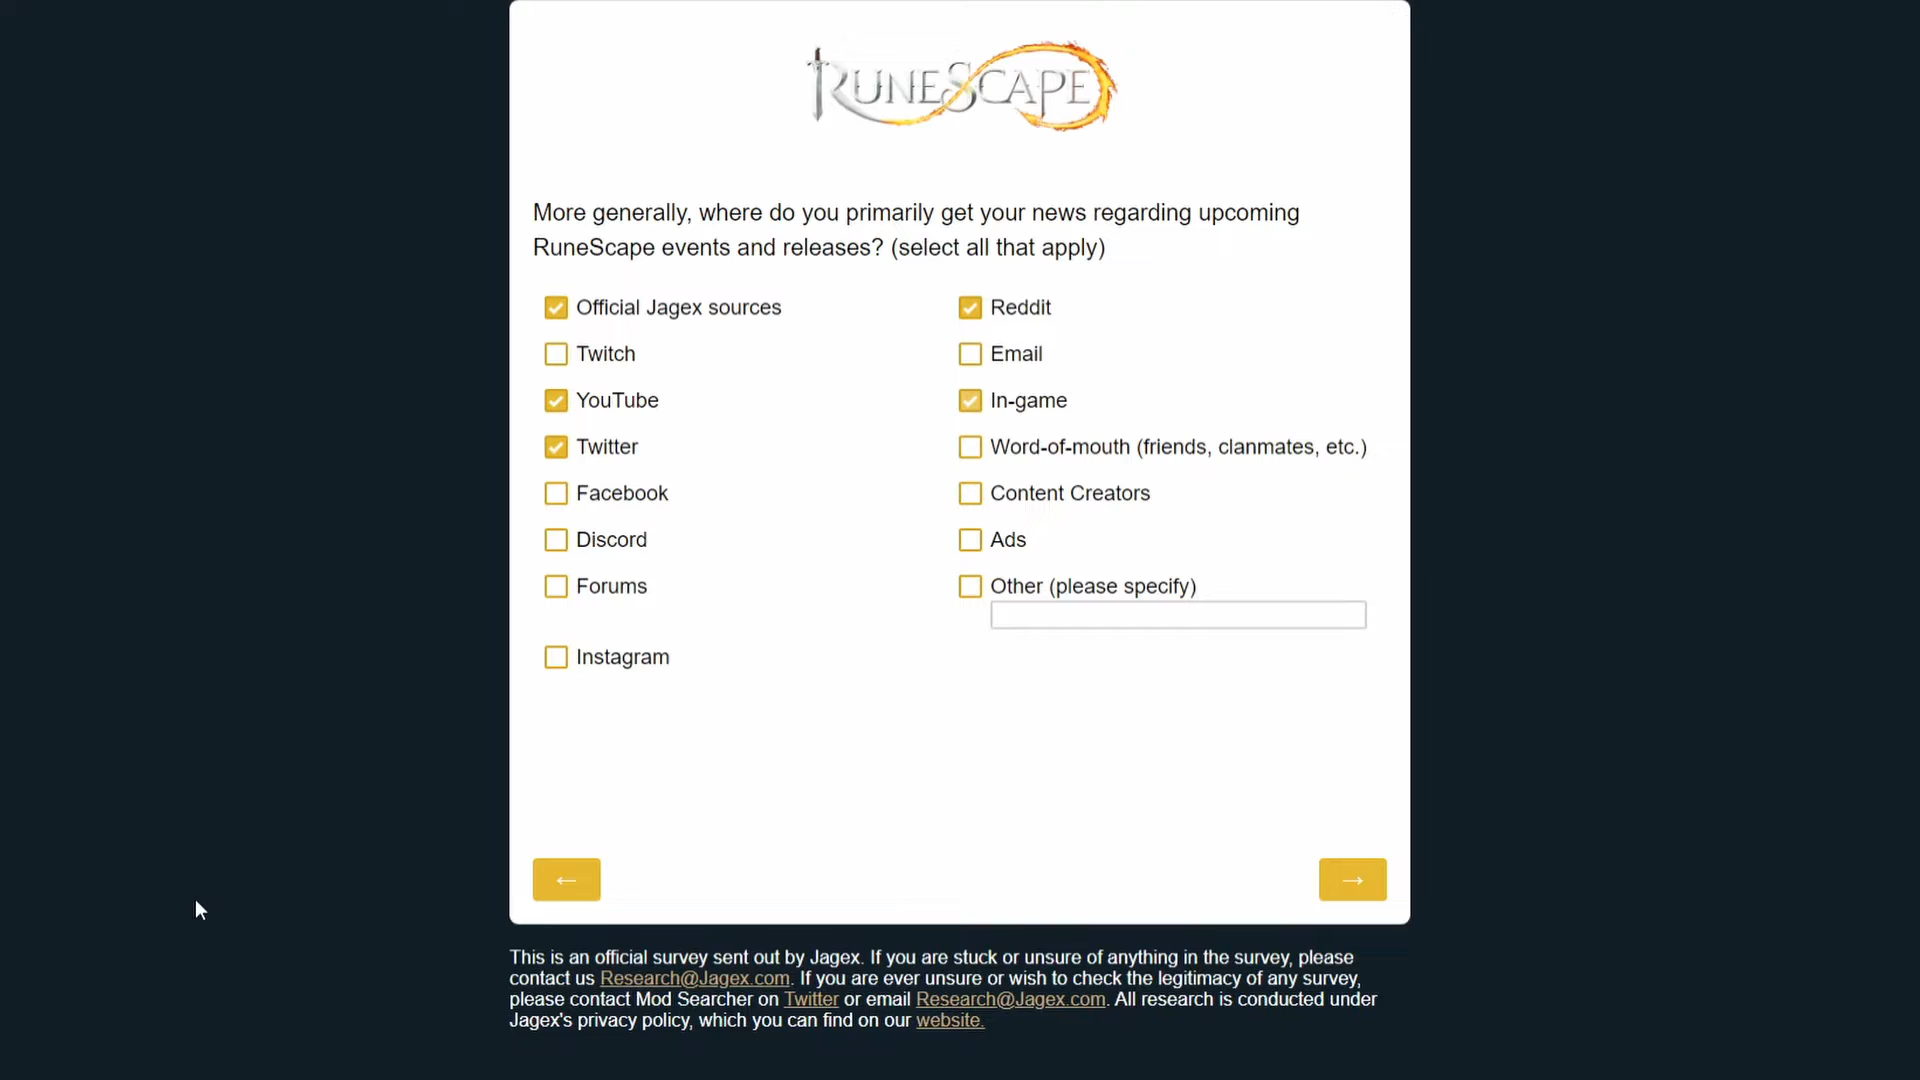 RUNESCAPE
More generally, where do you primarily get your news regarding upcoming
RuneScape events and releases? (select all that apply)
Official Jagex sources
Reddit
Twitch
Email
YouTube
In-game
Twitter
Word-of-mouth (friends, clanmates, etc.)
Facebook
Content Creators
Discord
Ads
Forums
Other (please specify)
Instagram
←
→
This is an official survey sent out by Jagex. If you are stuck or unsure of anything in the survey, please
contact us Research@Jagex.com. If you are ever unsure or wish to check the legitimacy of any survey,
please contact Mod Searcher on Twitter or email Research@Jagex.com. All research is conducted under
Jagex's privacy policy, which you can find on our website.